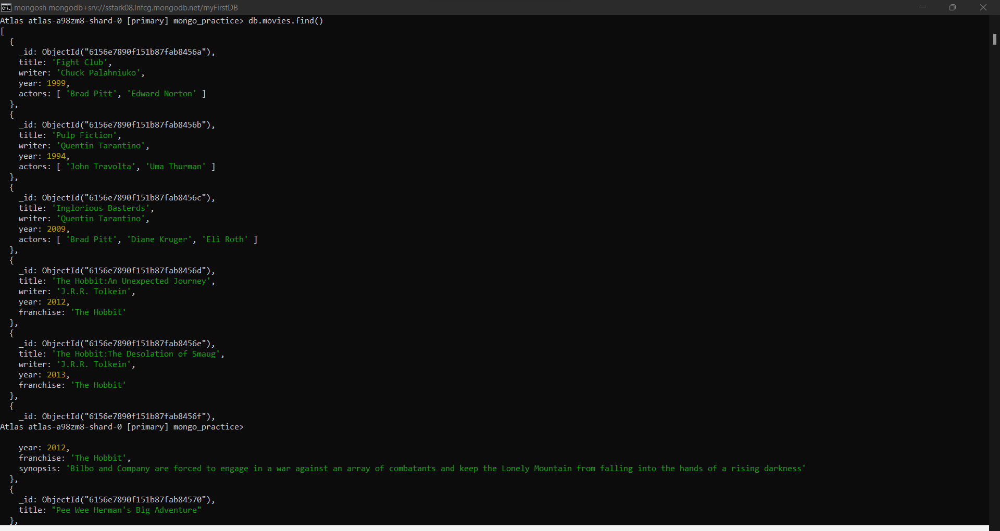 mongosh mongodb+srv://sstark08.lnfcg.mongodb.net/myFirstDB
Atlas atlas-a98zm8-shard-0 [primary] mongo_practice> db.movies.find()
[
  {
    _id: ObjectId("6156e7890f151b87fab8456a"),
    title: 'Fight Club',
    writer: 'Chuck Palahniuko',
    year: 1999,
    actors: [ 'Brad Pitt', 'Edward Norton' ]
  },
  {
    _id: ObjectId("6156e7890f151b87fab8456b"),
    title: 'Pulp Fiction',
    writer: 'Quentin Tarantino',
    year: 1994,
    actors: [ 'John Travolta', 'Uma Thurman' ]
  },
  {
    _id: ObjectId("6156e7890f151b87fab8456c"),
    title: 'Inglorious Basterds',
    writer: 'Quentin Tarantino',
    year: 2009,
    actors: [ 'Brad Pitt', 'Diane Kruger', 'Eli Roth' ]
  },
  {
    _id: ObjectId("6156e7890f151b87fab8456d"),
    title: 'The Hobbit:An Unexpected Journey',
    writer: 'J.R.R. Tolkein',
    year: 2012,
    franchise: 'The Hobbit'
  },
  {
    _id: ObjectId("6156e7890f151b87fab8456e"),
    title: 'The Hobbit:The Desolation of Smaug',
    writer: 'J.R.R. Tolkein',
    year: 2013,
    franchise: 'The Hobbit'
  },
  {
    _id: ObjectId("6156e7890f151b87fab8456f"),
Atlas atlas-a98zm8-shard-0 [primary] mongo_practice>
    year: 2012,
    franchise: 'The Hobbit',
    synopsis: 'Bilbo and Company are forced to engage in a war against an array of combatants and keep the Lonely Mountain from falling into the hands of a rising darkness'
  },
  {
    _id: ObjectId("6156e7890f151b87fab84570"),
    title: "Pee Wee Herman's Big Adventure"
  },